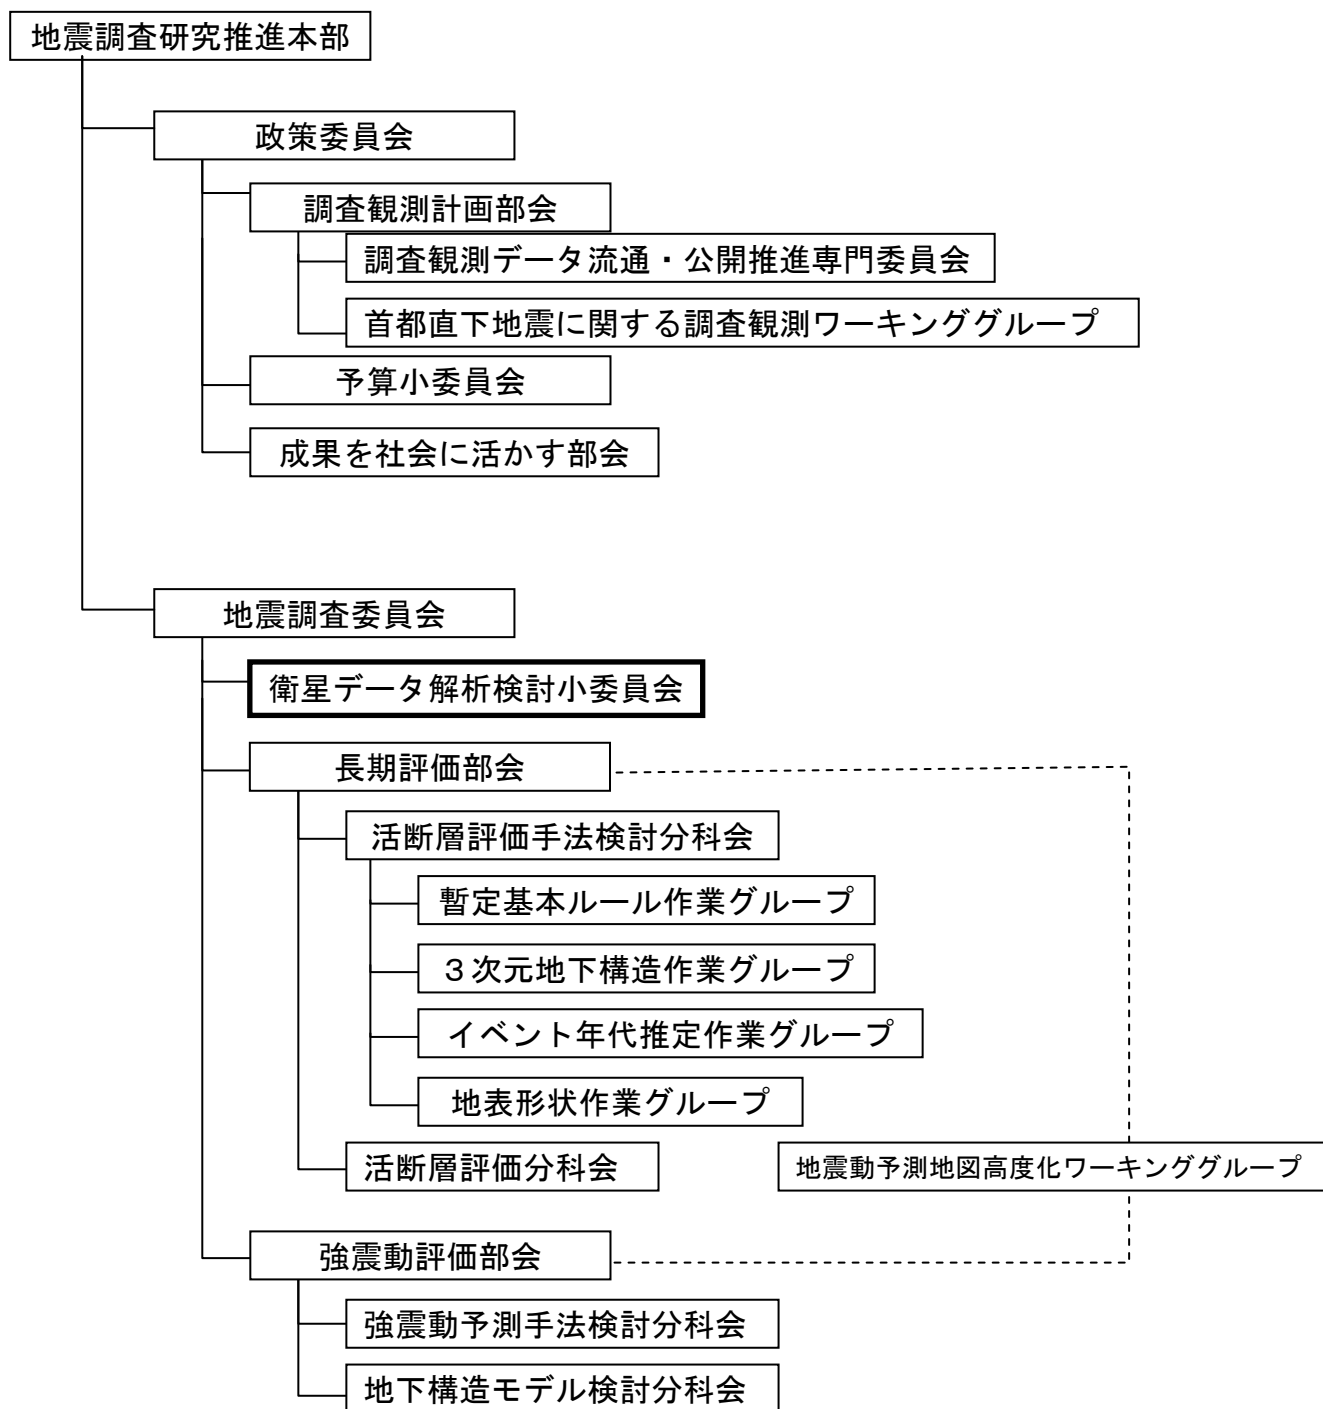 地震調査研究推進本部
政策委員会
調査観測計画部会
調査観測データ流通・公開推進専門委員会
首都直下地震に関する調査観測ワーキンググループ
予算小委員会
成果を社会に活かす部会
地震調査委員会
衛星データ解析検討小委員会
長期評価部会
活断層評価手法検討分科会
暫定基本ルール作業グループ
３次元地下構造作業グループ
イベント年代推定作業グループ
地表形状作業グループ
活断層評価分科会
地震動予測地図高度化ワーキンググループ
強震動評価部会
強震動予測手法検討分科会
地下構造モデル検討分科会